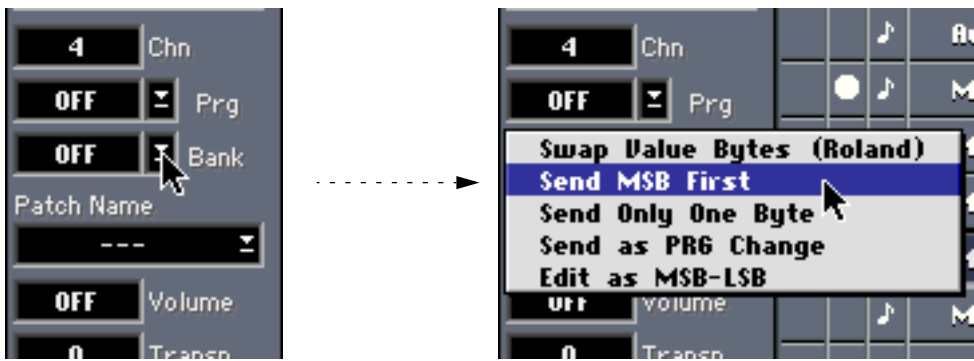 4 Chn
OFF Prg
OFF Bank
Patch Name
---
OFF Volume
0 Transp
4 Chn
OFF Prg
Swap Value Bytes (Roland)
Send MSB First
Send Only One Byte
Send as PRG Change
Edit as MSB-LSB
OFF Volume
0 Transp